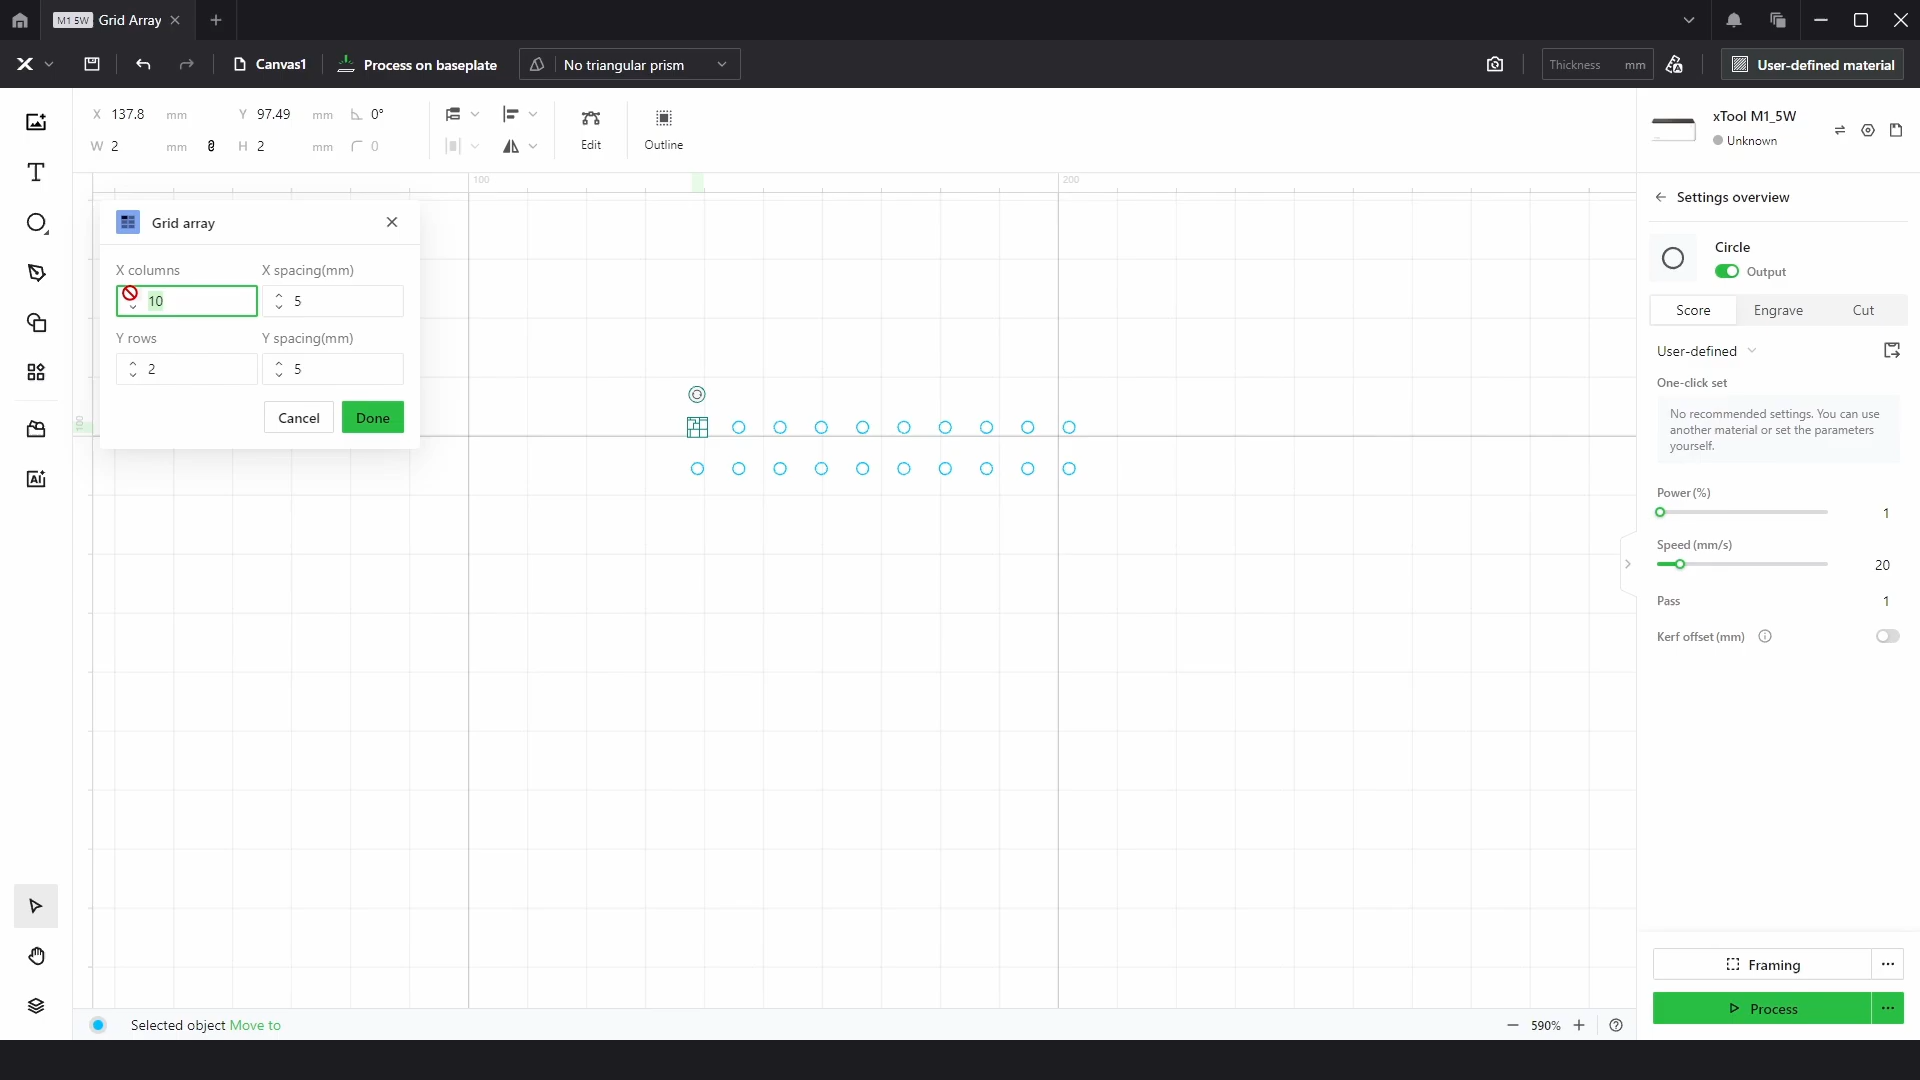 M1 5W Grid Array
Canvas1
Process on baseplate
No triangular prism
Thickness mm
User-defined material
X 137.8 mm Y 97.49 mm 0°
W 2 mm H 2 mm 0
Edit
Outline
xTool M1_5W
Unknown
100
200
Grid array
X columns X spacing(mm)
10 5
Y rows Y spacing(mm)
2 5
Cancel Done
100
Settings overview
Circle
Output
Score Engrave Cut
User-defined
One-click set
No recommended settings. You can use
another material or set the parameters
yourself.
Power(%)
1
Speed(mm/s)
20
Pass 1
Kerf offset(mm)
AI
Framing
Process
Selected object Move to
590%